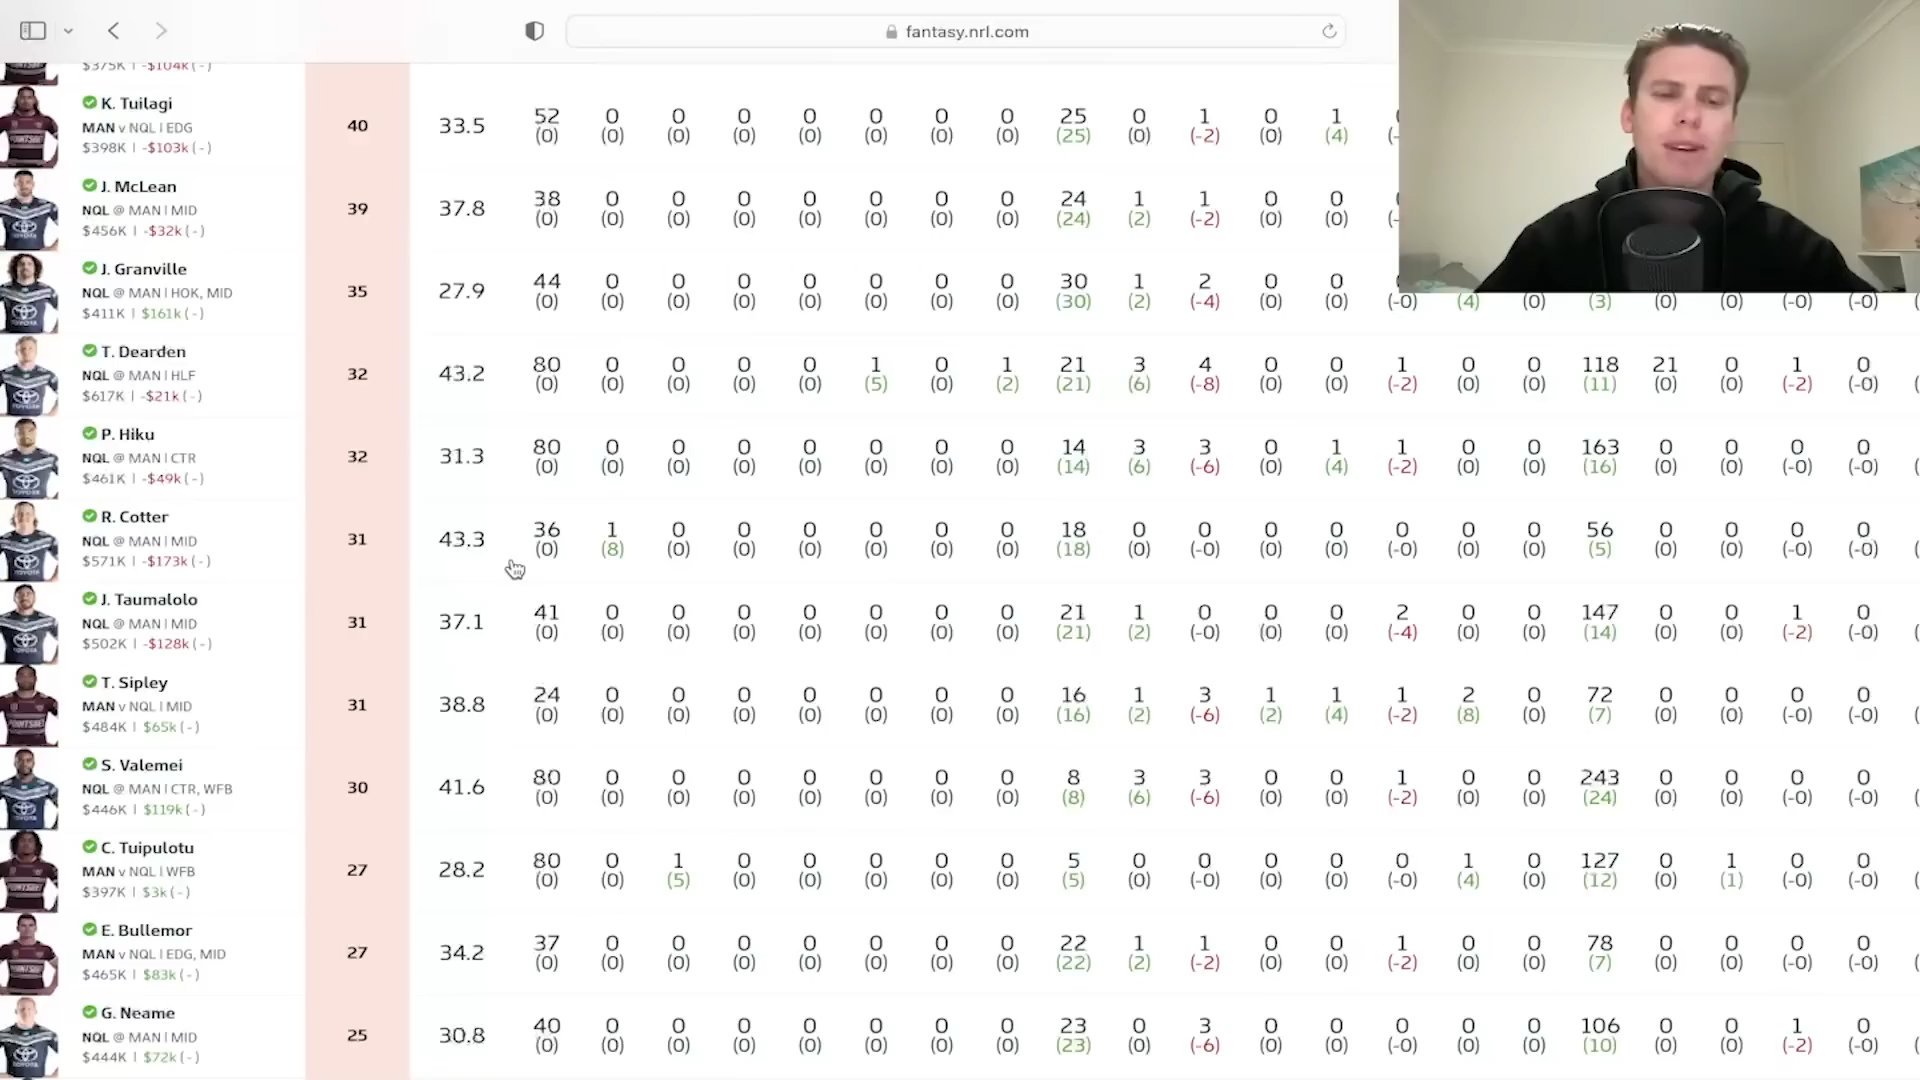 fantasy.nrl.com
$375K | -$104k (-)
K. Tuilagi
MAN v NQL | EDG
$398K | -$103k (-)
40 33.5 52 0 0 0 0 0 0 0 25 0 1 0 1
(0) (0) (0) (0) (0) (0) (0) (0) (25) (0) (-2) (0) (4) (-
J. McLean
NQL @ MAN | MID
$456K | -$32k (-)
39 37.8 38 0 0 0 0 0 0 0 24 1 1 0 0
(0) (0) (0) (0) (0) (0) (0) (0) (24) (2) (-2) (0) (0) (-
J. Granville
NQL @ MAN | HOK, MID
$411K | $161k (-)
35 27.9 44 0 0 0 0 0 0 0 30 1 2 0 0
(0) (0) (0) (0) (0) (0) (0) (0) (30) (2) (-4) (0) (0) (-0) (4) (0) (3) (0) (0) (-0) (-0) (
T. Dearden
NQL @ MAN | HLF
$617K | -$21k (-)
32 43.2 80 0 0 0 0 1 0 1 21 3 4 0 0 1 0 0 118 21 0 1 0
(0) (0) (0) (0) (0) (5) (0) (2) (21) (6) (-8) (0) (0) (-2) (0) (0) (11) (0) (0) (-2) (-0) (
P. Hiku
NQL @ MAN | CTR
$461K | -$49k (-)
32 31.3 80 0 0 0 0 0 0 0 14 3 3 0 1 1 0 0 163 0 0 0 0
(0) (0) (0) (0) (0) (0) (0) (0) (14) (6) (-6) (0) (4) (-2) (0) (0) (16) (0) (0) (-0) (-0) (
R. Cotter
NQL @ MAN | MID
$571K | -$173k (-)
31 43.3 36 1 0 0 0 0 0 0 18 0 0 0 0 0 0 0 56 0 0 0 0
(0) (8) (0) (0) (0) (0) (0) (0) (18) (0) (-0) (0) (0) (-0) (0) (0) (5) (0) (0) (-0) (-0) (
J. Taumalolo
NQL @ MAN | MID
$502K | -$128k (-)
31 37.1 41 0 0 0 0 0 0 0 21 1 0 0 0 2 0 0 147 0 0 1 0
(0) (0) (0) (0) (0) (0) (0) (0) (21) (2) (-0) (0) (0) (-4) (0) (0) (14) (0) (0) (-2) (-0) (
T. Sipley
MAN v NQL | MID
$484K | $65k (-)
31 38.8 24 0 0 0 0 0 0 0 16 1 3 1 1 1 2 0 72 0 0 0 0
(0) (0) (0) (0) (0) (0) (0) (0) (16) (2) (-6) (2) (4) (-2) (8) (0) (7) (0) (0) (-0) (-0) (
S. Valemei
NQL @ MAN | CTR, WFB
$446K | $119k (-)
30 41.6 80 0 0 0 0 0 0 0 8 3 3 0 0 1 0 0 243 0 0 0 0
(0) (0) (0) (0) (0) (0) (0) (0) (8) (6) (-6) (0) (0) (-2) (0) (0) (24) (0) (0) (-0) (-0) (
C. Tuipulotu
MAN v NQL | WFB
$397K | $3k (-)
27 28.2 80 0 1 0 0 0 0 0 5 0 0 0 0 0 1 0 127 0 1 0 0
(0) (0) (5) (0) (0) (0) (0) (0) (5) (0) (-0) (0) (0) (-0) (4) (0) (12) (0) (1) (-0) (-0) (
E. Bullemor
MAN v NQL | EDG, MID
$465K | $83k (-)
27 34.2 37 0 0 0 0 0 0 0 22 1 1 0 0 1 0 0 78 0 0 0 0
(0) (0) (0) (0) (0) (0) (0) (0) (22) (2) (-2) (0) (0) (-2) (0) (0) (7) (0) (0) (-0) (-0) (
G. Neame
NQL @ MAN | MID
$444K | $72k (-)
25 30.8 40 0 0 0 0 0 0 0 23 0 3 0 0 0 0 0 106 0 0 1 0
(0) (0) (0) (0) (0) (0) (0) (0) (23) (0) (-6) (0) (0) (-0) (0) (0) (10) (0) (0) (-2) (-0) (